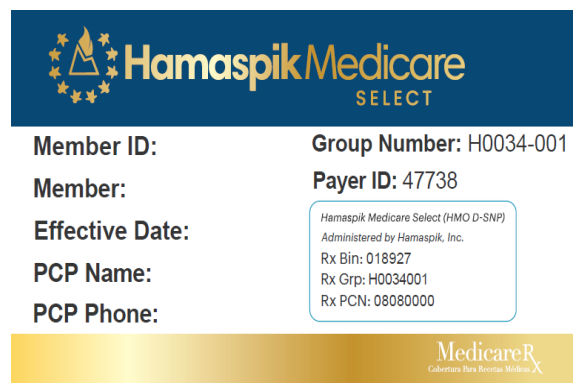 Hamaspik Medicare
SELECT
Member ID:
Member:
Effective Date:
PCP Name:
PCP Phone:
Group Number: H0034-001
Payer ID: 47738
Hamaspik Medicare Select (HMO D-SNP)
Administered by Hamaspik, Inc.
Rx Bin: 018927
Rx Grp: H0034001
Rx PCN: 08080000
MedicareRx
Cobertura Para Recetas Médicas